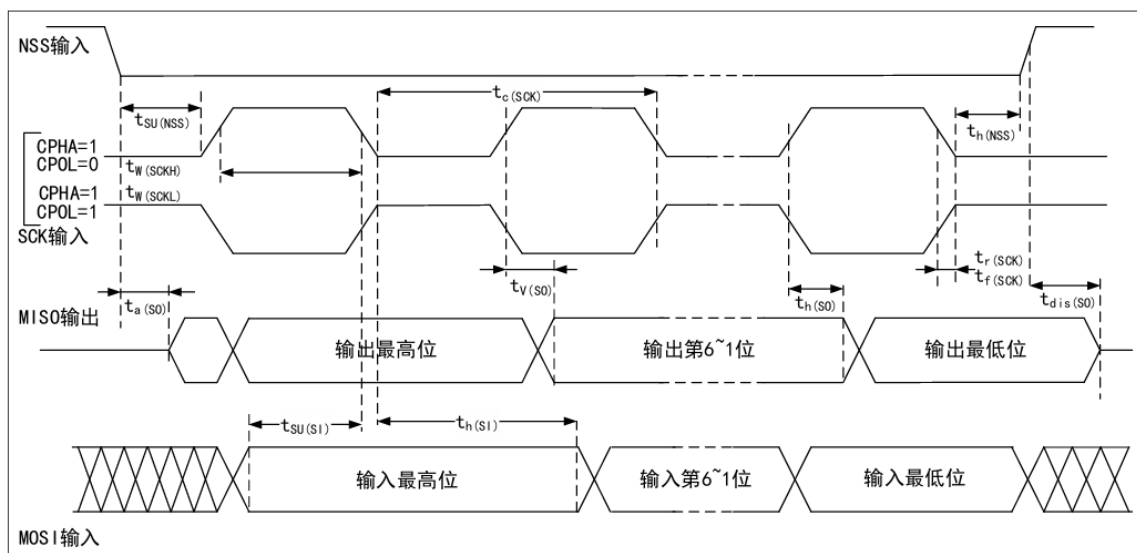 NSS输入
tSU(NSS)
tc(SCK)
th(NSS)
CPHA=1
CPOL=0
tW(SCKH)
CPHA=1
CPOL=1
tW(SCKL)
SCK输入
ta(SO)
tV(SO)
th(SO)
tr(SCK)
tf(SCK)
tdis(SO)
MISO输出
输出最高位
输出第6~1位
输出最低位
tSU(SI)
th(SI)
输入最高位
输入第6~1位
输入最低位
MOSI输入